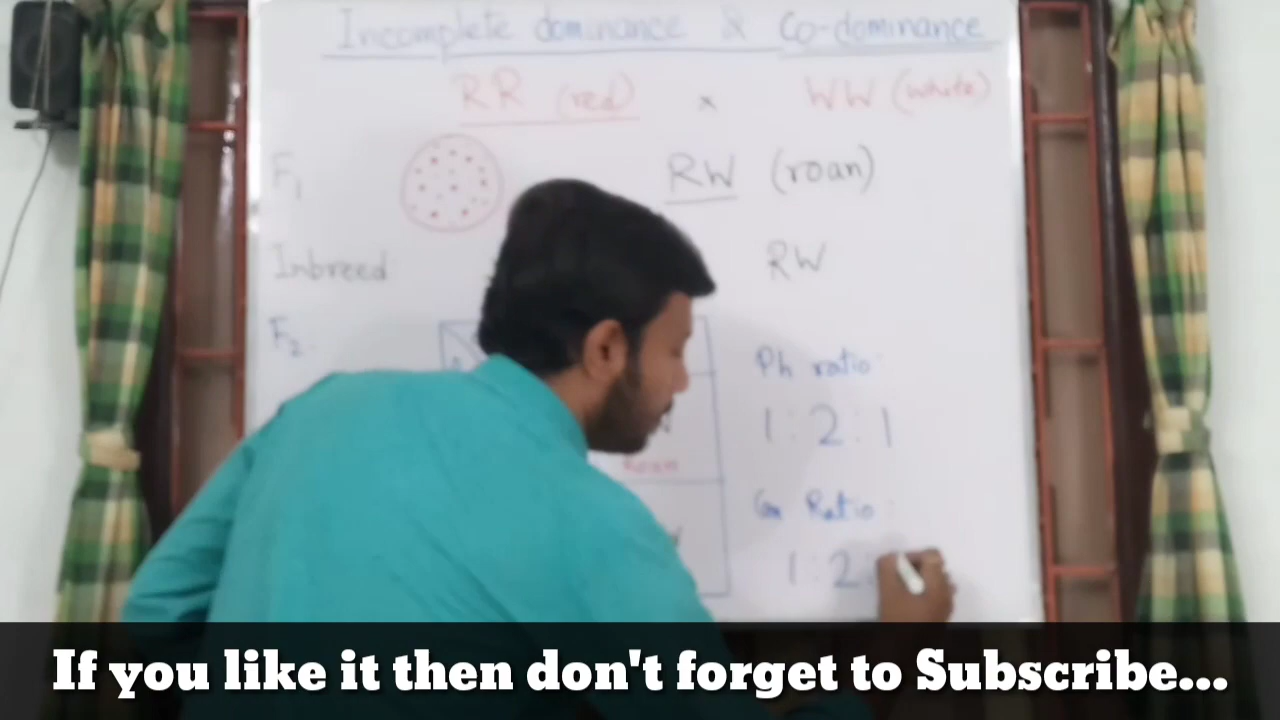 Incomplete dominance & Co-dominance
RR (red) x WW (white)
F1
RW (roan)
Inbreed RW
F2
Ph ratio
1:2:1
Roan
Gn Ratio
1:2:
If you like it then don't forget to Subscribe...